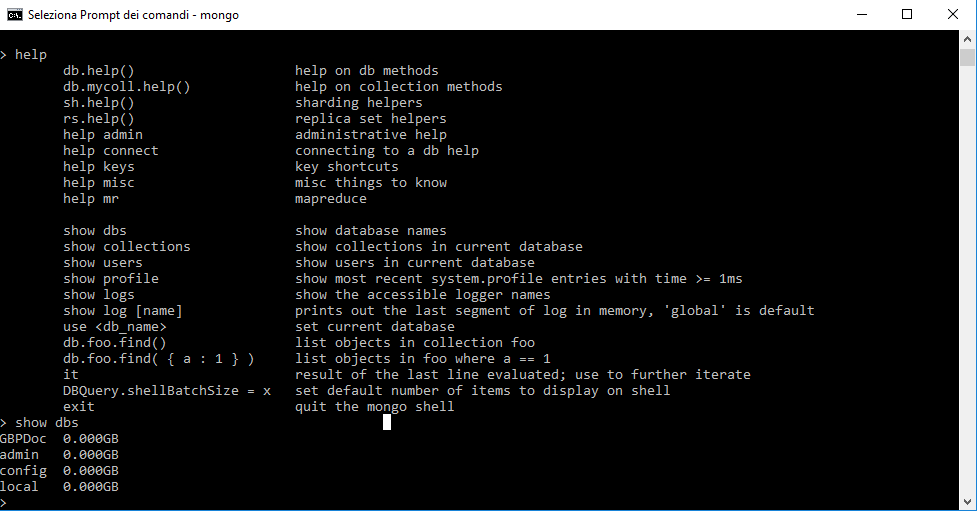 Seleziona Prompt dei comandi - mongo
> help
db.help() help on db methods
db.mycoll.help() help on collection methods
sh.help() sharding helpers
rs.help() replica set helpers
help admin administrative help
help connect connecting to a db help
help keys key shortcuts
help misc misc things to know
help mr mapreduce
show dbs show database names
show collections show collections in current database
show users show users in current database
show profile show most recent system.profile entries with time >= 1ms
show logs show the accessible logger names
show log [name] prints out the last segment of log in memory, 'global' is default
use <db_name> set current database
db.foo.find() list objects in collection foo
db.foo.find( { a : 1 } ) list objects in foo where a == 1
it result of the last line evaluated; use to further iterate
DBQuery.shellBatchSize = x set default number of items to display on shell
exit quit the mongo shell
> show dbs
GBPDoc 0.000GB
admin 0.000GB
config 0.000GB
local 0.000GB
>